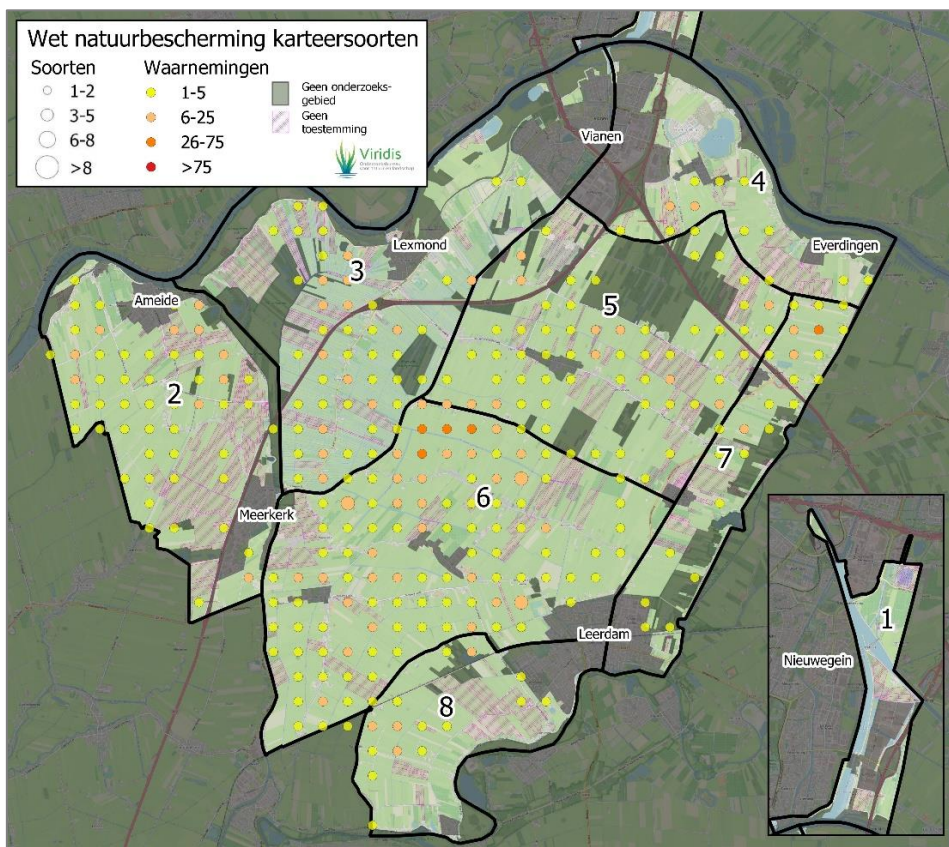 Wet natuurbescherming karteersoorten
Soorten
Waarnemingen
1-2
3-5
6-8
>8
1-5
6-25
26-75
>75
Geen onderzoeks-
gebied
Geen
toestemming
Viridis
Vianen
4
Everdingen
Lexmond
3
5
Ameide
2
7
6
Meerkerk
Leerdam
8
1
Nieuwegein